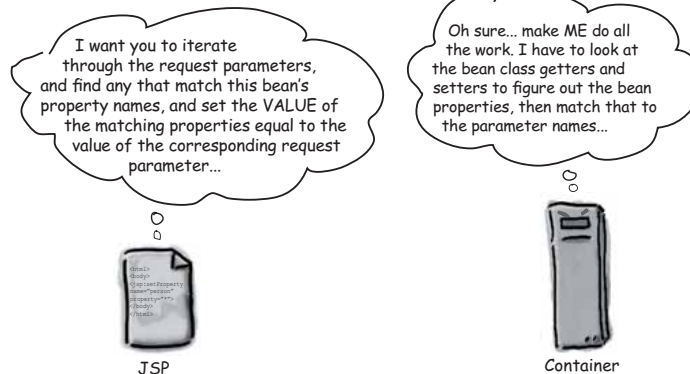 I want you to iterate
through the request parameters,
and find any that match this bean's
property names, and set the VALUE of
the matching properties equal to the
value of the corresponding request
parameter...
Oh sure... make ME do all
the work. I have to look at
the bean class getters and
setters to figure out the bean
properties, then match that to
the parameter names...
<html>
<body>
<jsp:setProperty
name="person"
property="*">
</body>
</html>
JSP
Container